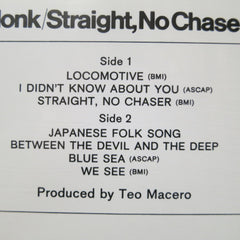 Monk/Straight, No Chase
Side 1
LOCOMOTIVE (BMI)
I DIDN'T KNOW ABOUT YOU (ASCAP)
STRAIGHT, NO CHASER (BMI)
Side 2
JAPANESE FOLK SONG
BETWEEN THE DEVIL AND THE DEEP
BLUE SEA (ASCAP)
WE SEE (BMI)
Produced by Teo Macero